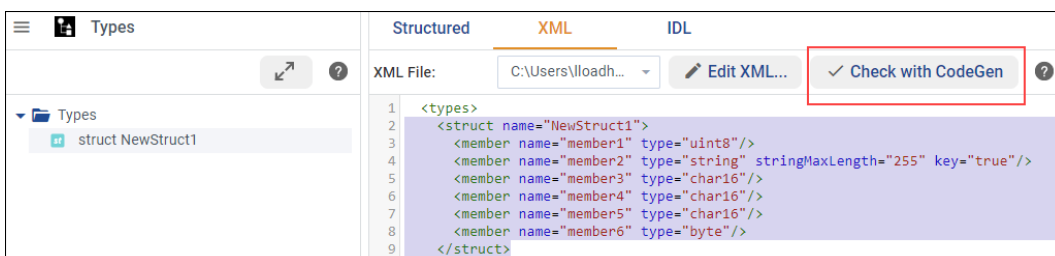 Types
Structured XML IDL
XML File: C:\Users\lloadh... Edit XML... Check with CodeGen
Types
struct NewStruct1
1 <types>
2 <struct name="NewStruct1">
3 <member name="member1" type="uint8"/>
4 <member name="member2" type="string" stringMaxLength="255" key="true"/>
5 <member name="member3" type="char16"/>
6 <member name="member4" type="char16"/>
7 <member name="member5" type="char16"/>
8 <member name="member6" type="byte"/>
9 </struct>